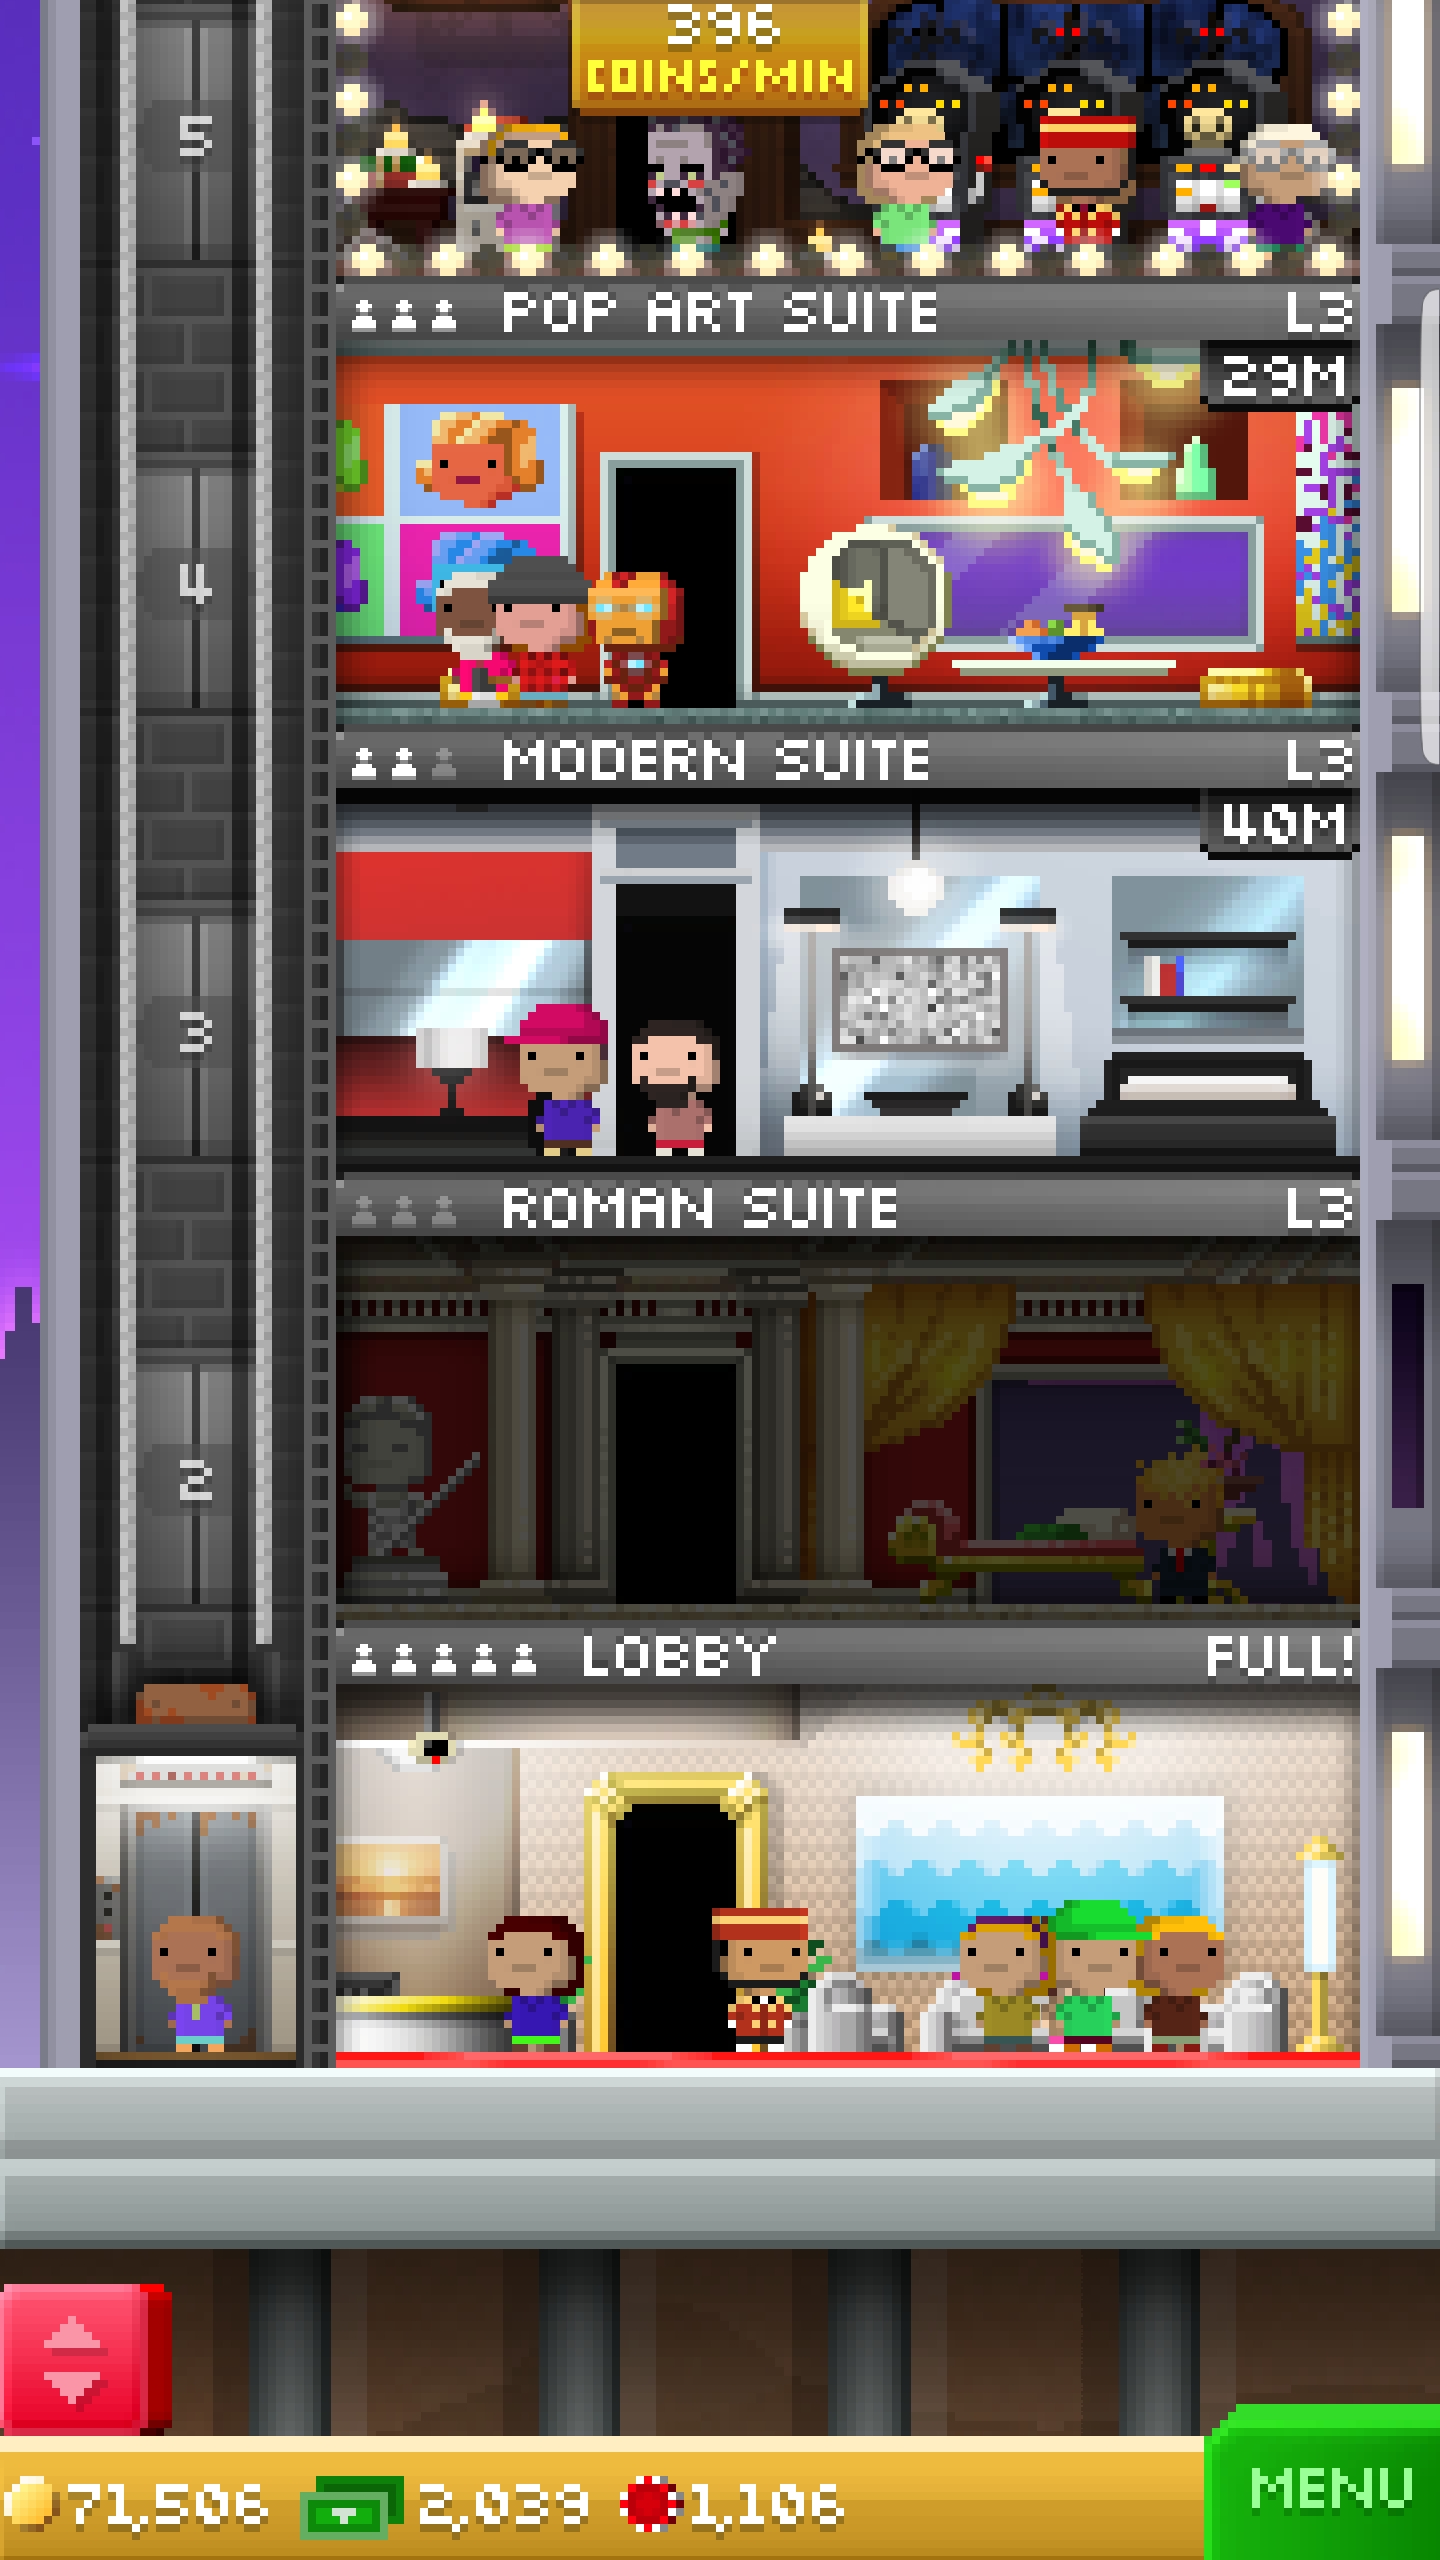 396
COINS/MIN
5
POP ART SUITE L3
29M
4
MODERN SUITE L3
40M
3
ROMAN SUITE L3
2
LOBBY FULL!
71,506 2,039 1,106
MENU